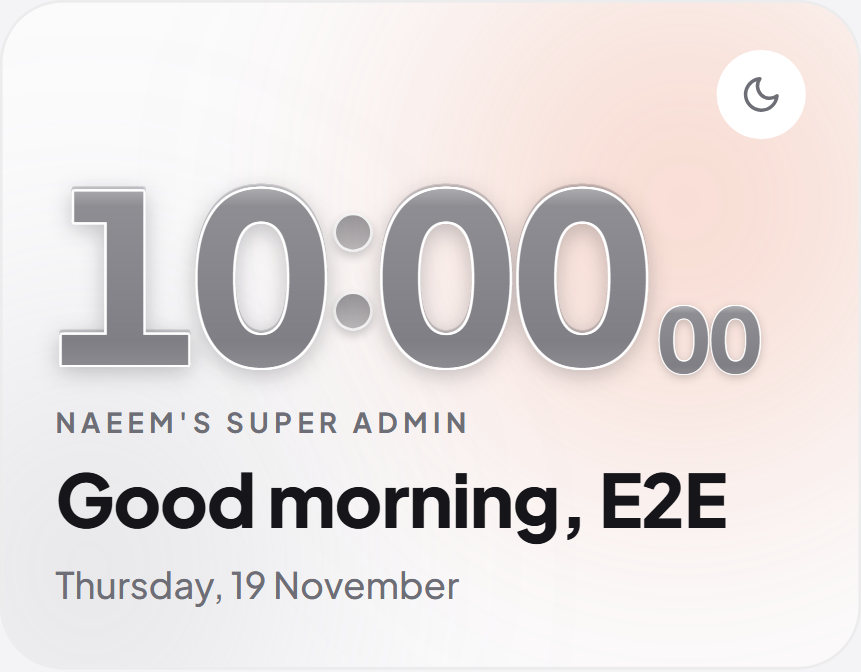 10:00 00
NAEEM'S SUPER ADMIN
Good morning, E2E
Thursday, 19 November